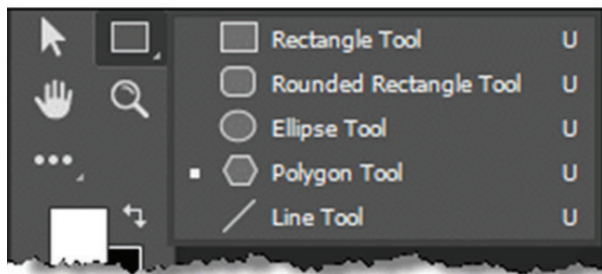 Rectangle Tool U
Rounded Rectangle Tool U
Ellipse Tool U
Polygon Tool U
Line Tool U